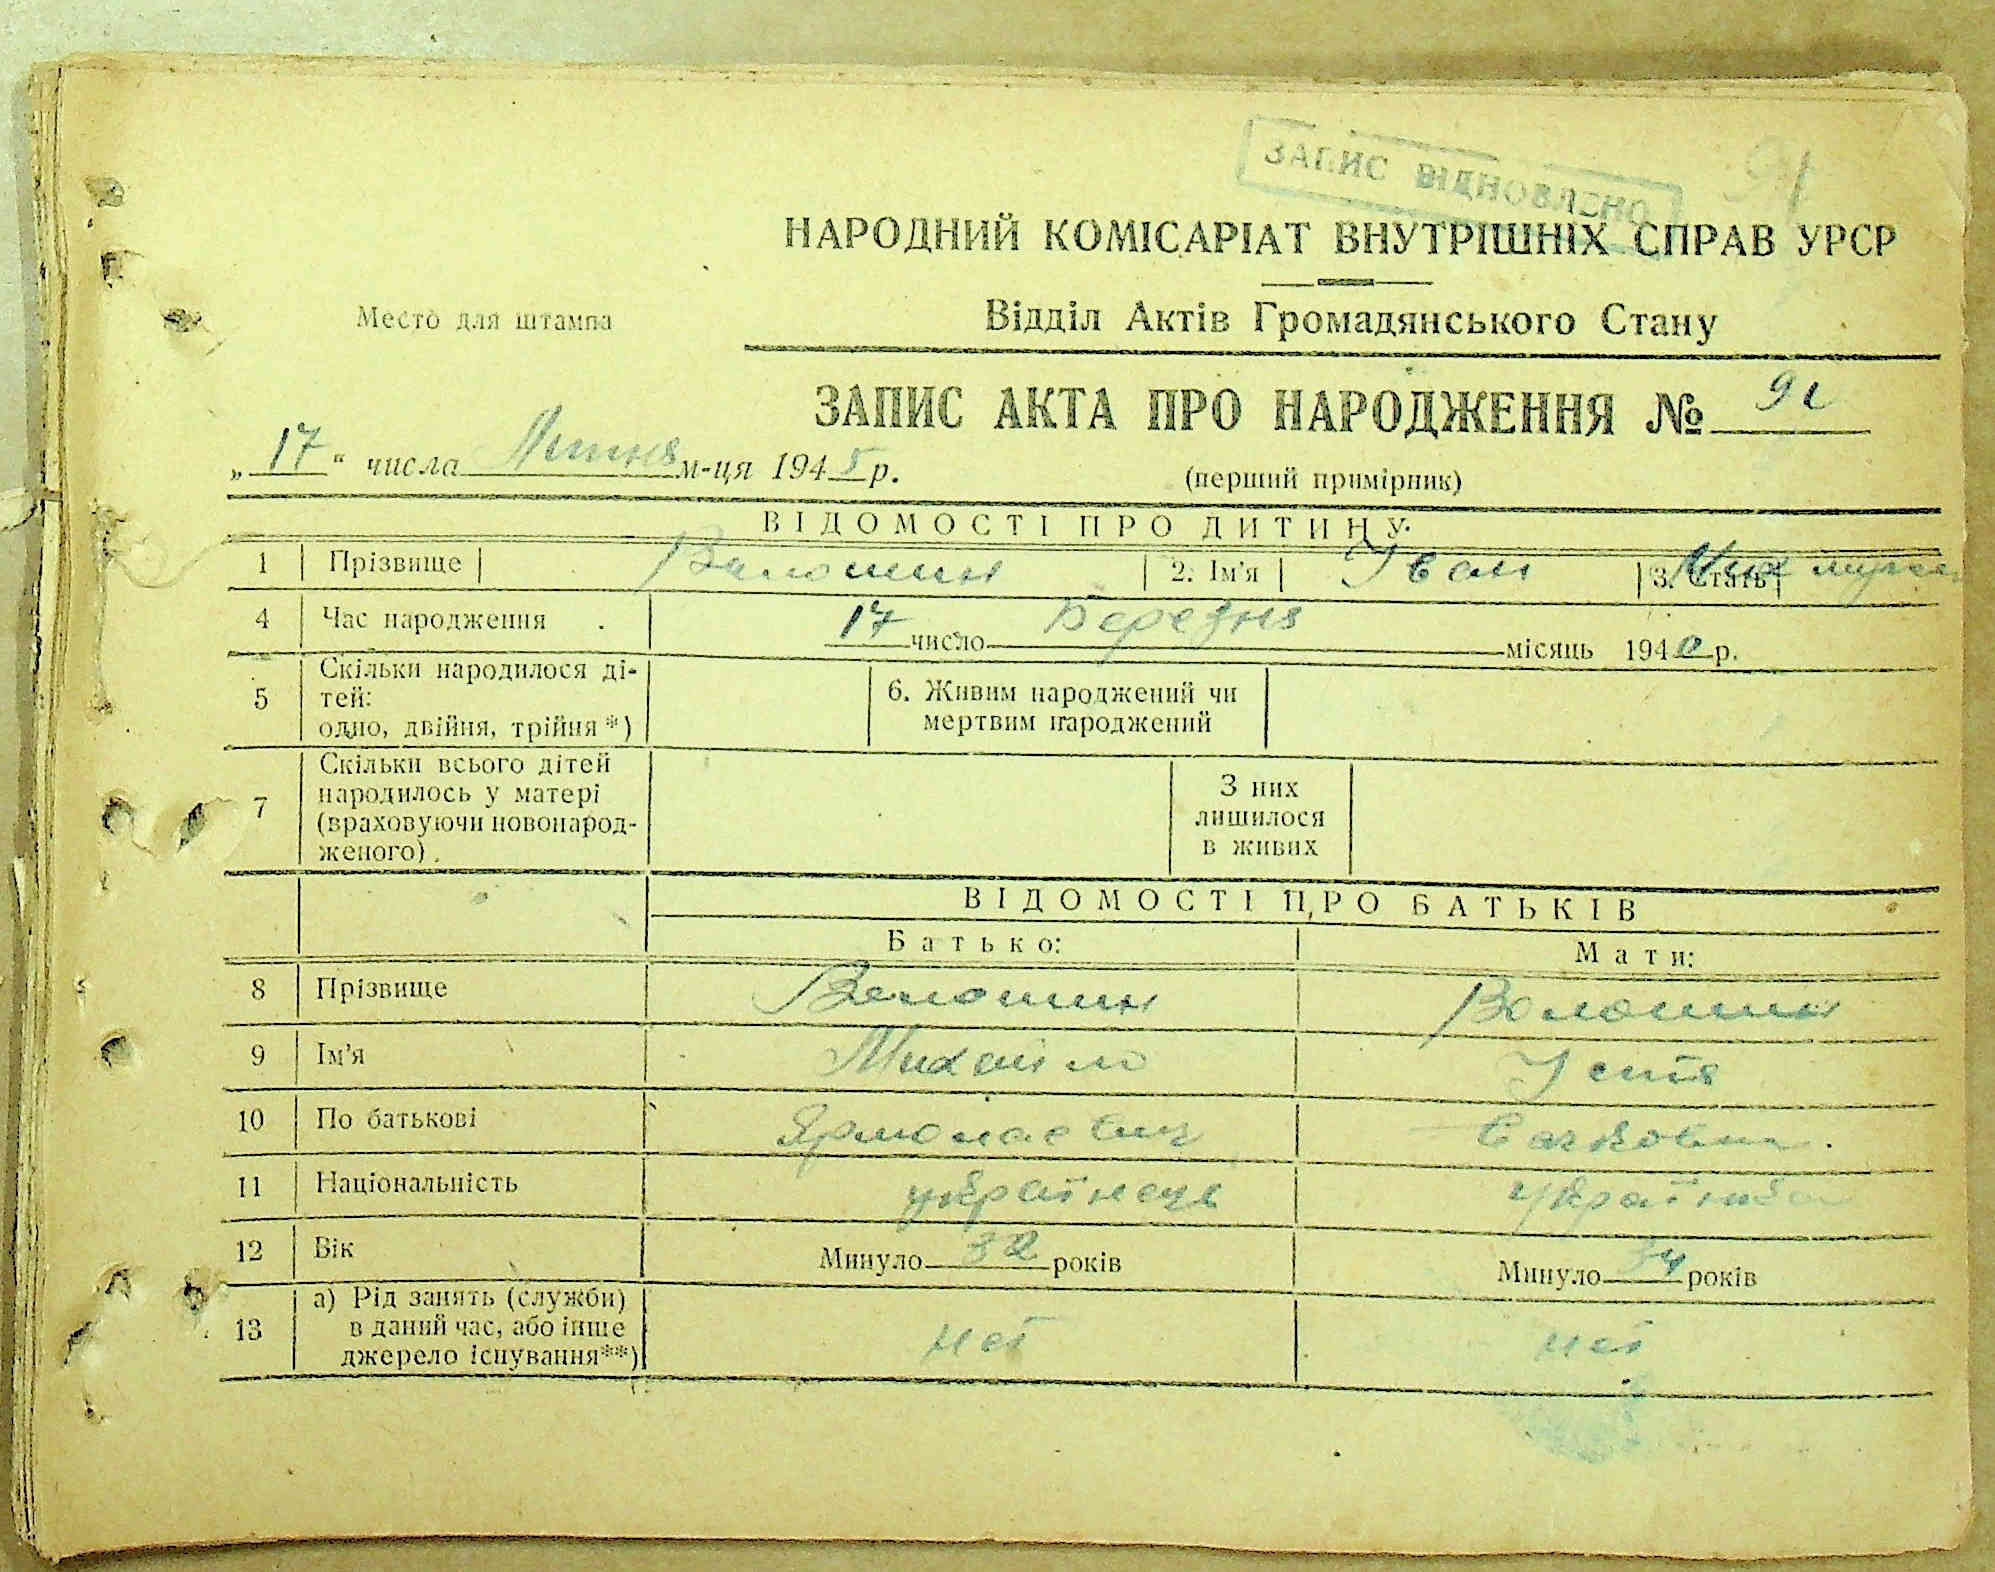 ЗАПИС ВІДНОВЛЕНО
91
НАРОДНИЙ КОМІСАРІАТ ВНУТРІШНІХ СПРАВ УРСР
Место для штампа
Відділ Актів Громадянського Стану
ЗАПИС АКТА ПРО НАРОДЖЕННЯ № 91
„17“ числа Липня м-ця 1945 р.
(перший примірник)
ВІДОМОСТІ ПРО ДИТИНУ
1 Прізвище Волошин 2. Ім'я Іван 3. Стать
4 Час народження 17 число Березня місяць 1940 р.
5 Скільки народилося ді-
тей:
одно, двійня, трійня *)
6. Живим народжений чи
мертвим народжений
7 Скільки всього дітей
народилось у матері
(враховуючи новонарод-
женого)
З них
лишилося
в живих
ВІДОМОСТІ ПРО БАТЬКІВ
Батько: Мати:
8 Прізвище Волошин Волошин
9 Ім'я Михайло Устя
10 По батькові Ярмолаевич
11 Національність українець українка
12 Вік Минуло 32 років Минуло 34 років
13 а) Рід занять (служби)
в даний час, або інше
джерело існування**)